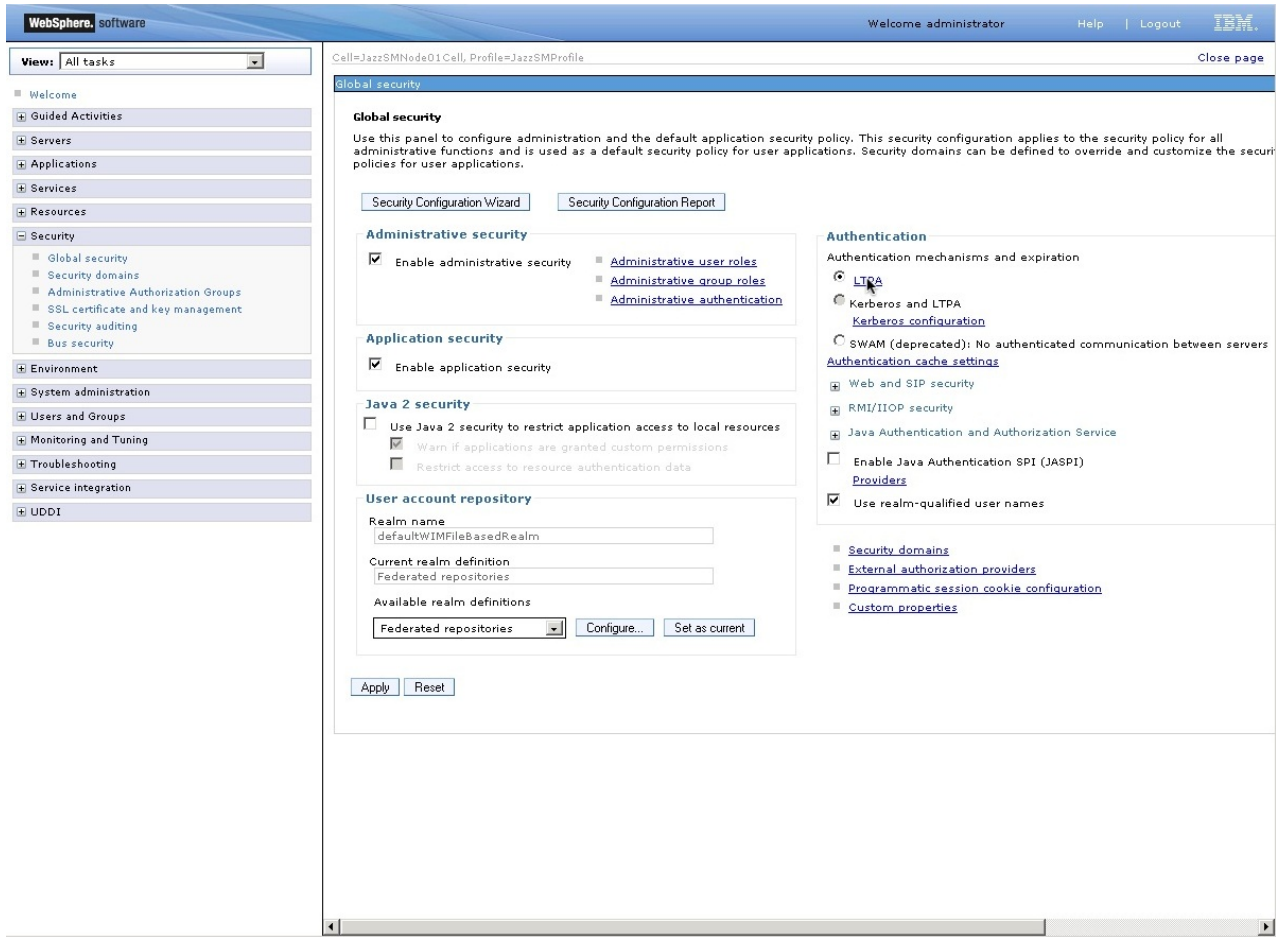 WebSphere. software
Welcome administrator
Help | Logout
IBM.
View: All tasks
Welcome
Guided Activities
Servers
Applications
Services
Resources
Security
Global security
Security domains
Administrative Authorization Groups
SSL certificate and key management
Security auditing
Bus security
Environment
System administration
Users and Groups
Monitoring and Tuning
Troubleshooting
Service integration
UDDI
Cell=JazzSMNode01Cell, Profile=JazzSMProfile
Close page
Global security
Global security
Use this panel to configure administration and the default application security policy. This security configuration applies to the security policy for all
administrative functions and is used as a default security policy for user applications. Security domains can be defined to override and customize the securi
policies for user applications.
Security Configuration Wizard
Security Configuration Report
Administrative security
Enable administrative security
Administrative user roles
Administrative group roles
Administrative authentication
Application security
Enable application security
Java 2 security
Use Java 2 security to restrict application access to local resources
Warn if applications are granted custom permissions
Restrict access to resource authentication data
User account repository
Realm name
defaultWIMFileBasedRealm
Current realm definition
Federated repositories
Available realm definitions
Federated repositories
Configure...
Set as current
Apply
Reset
Authentication
Authentication mechanisms and expiration
LTPA
Kerberos and LTPA
Kerberos configuration
SWAM (deprecated): No authenticated communication between servers
Authentication cache settings
Web and SIP security
RMI/IIOP security
Java Authentication and Authorization Service
Enable Java Authentication SPI (JASPI)
Providers
Use realm-qualified user names
Security domains
External authorization providers
Programmatic session cookie configuration
Custom properties